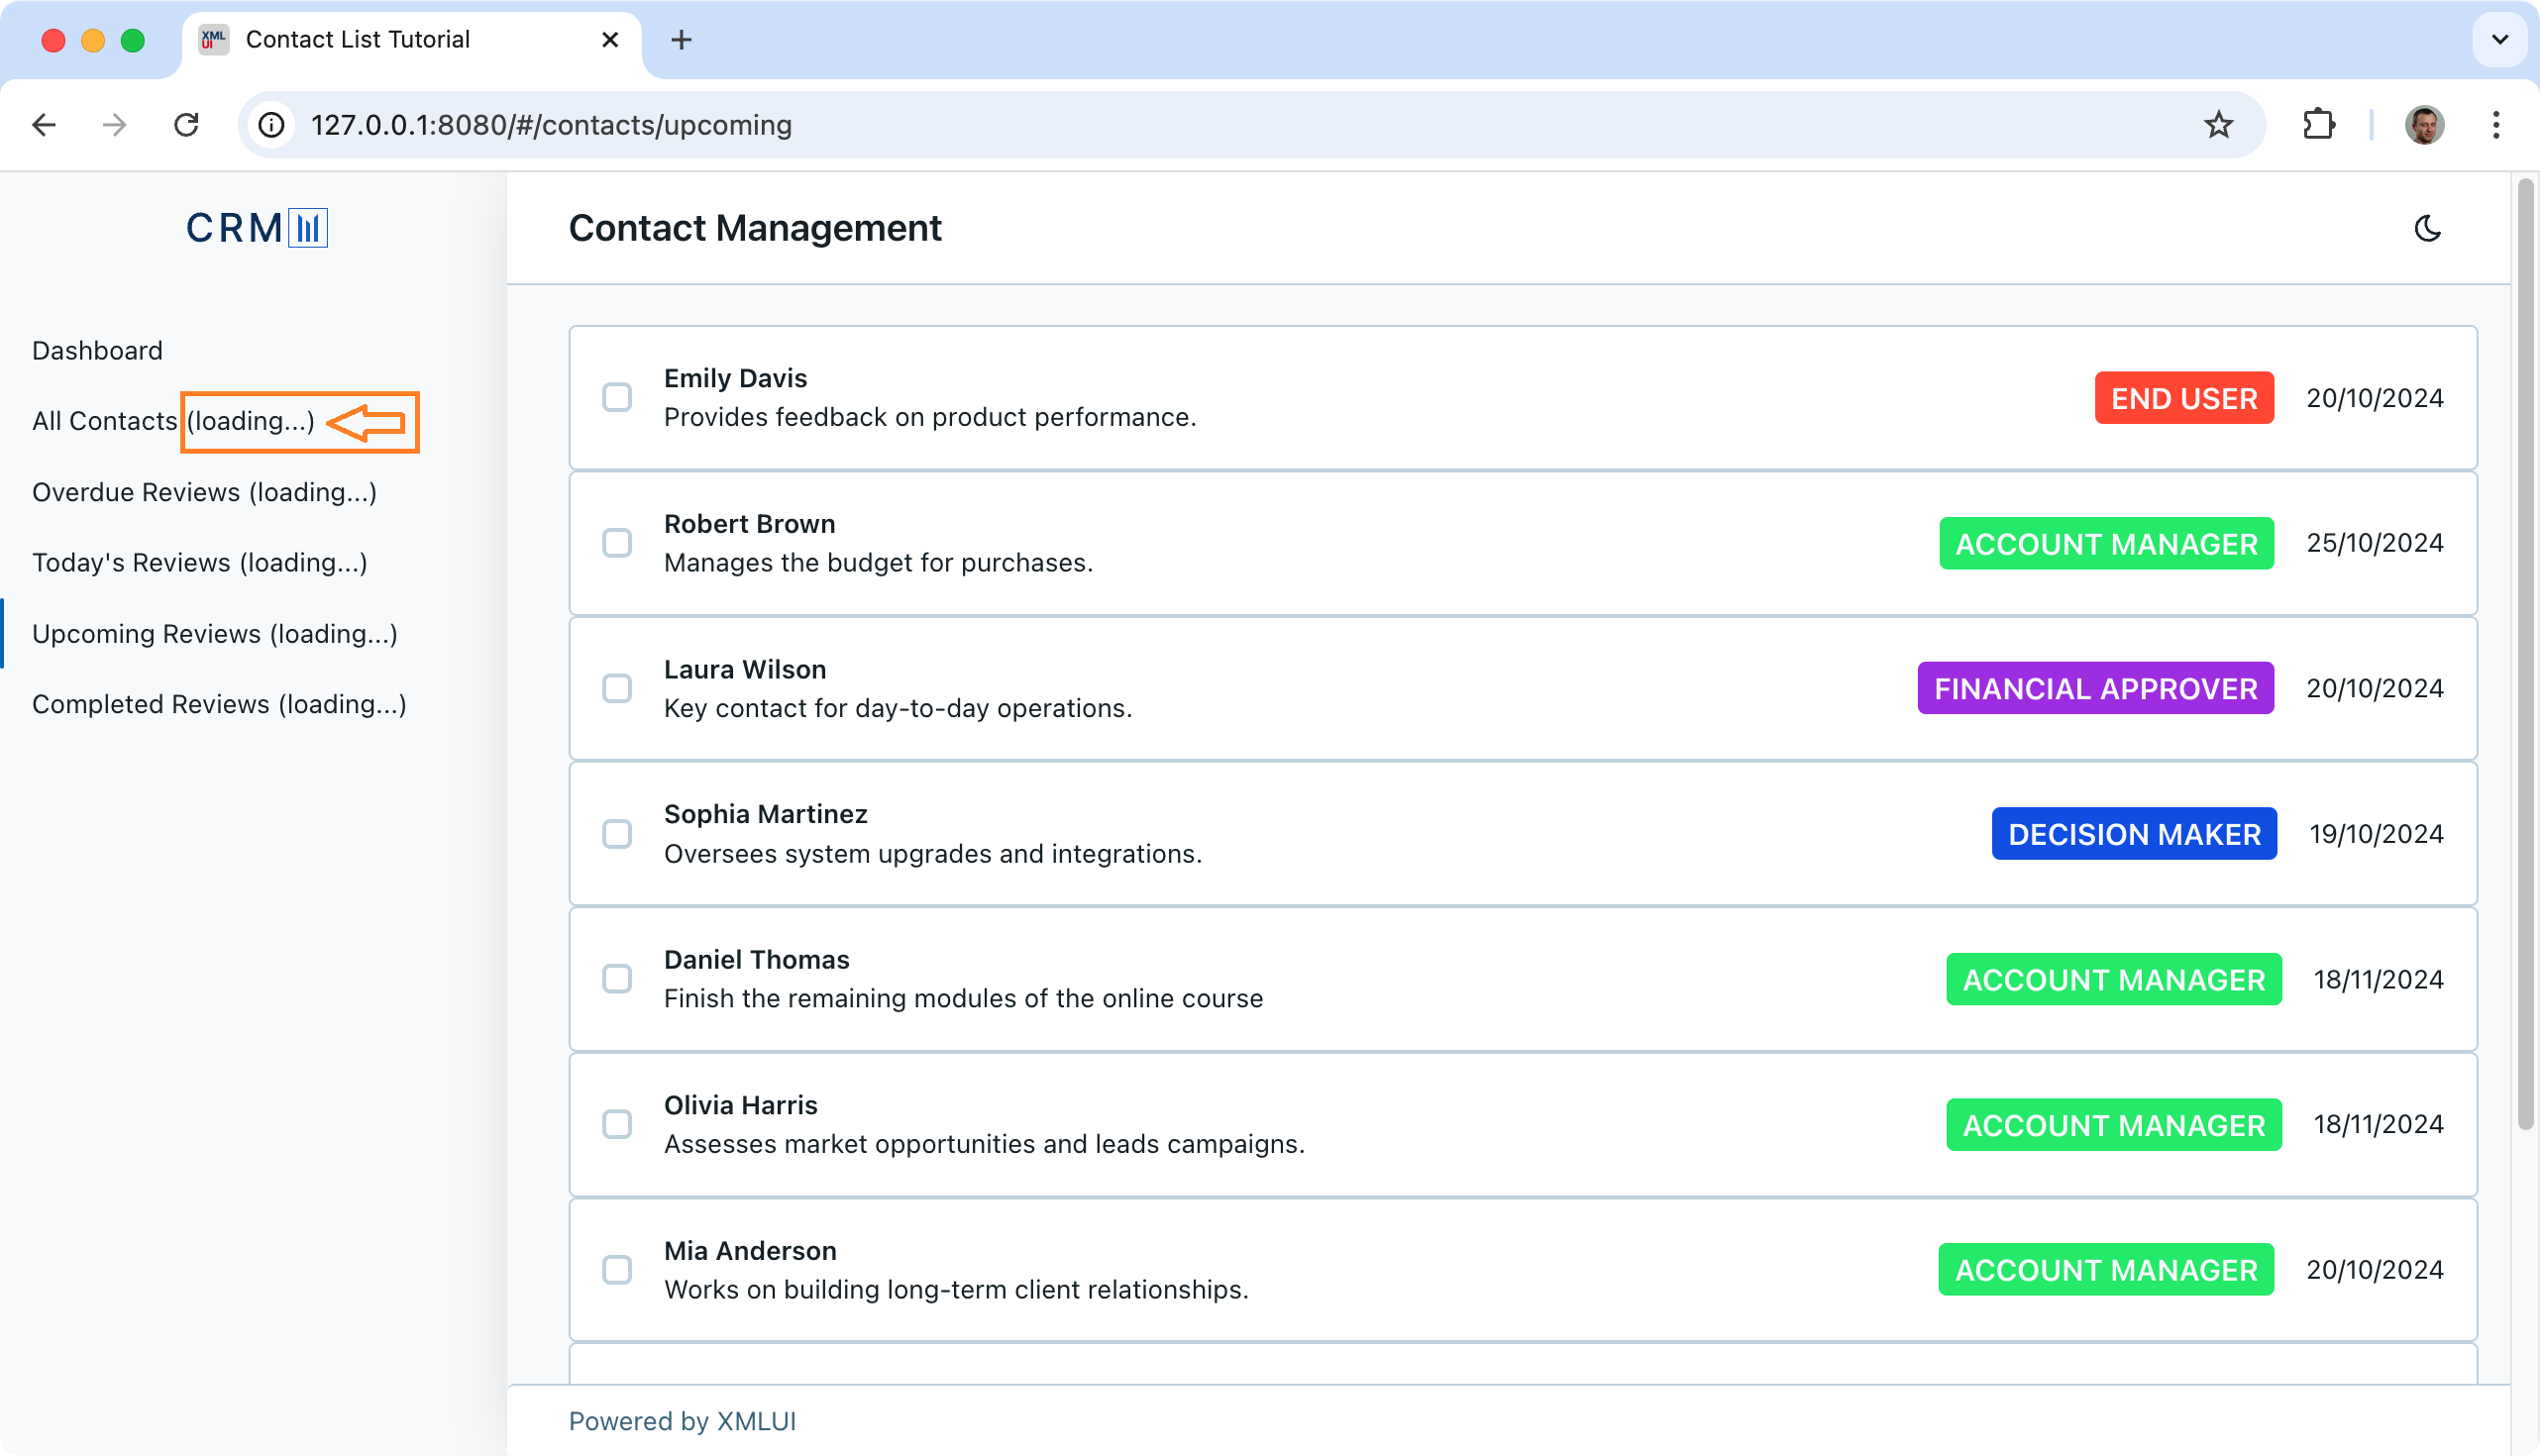 XML
UI
Contact List Tutorial
127.0.0.1:8080/#/contacts/upcoming
CRM
Contact Management
Dashboard
All Contacts (loading...)
Overdue Reviews (loading...)
Today's Reviews (loading...)
Upcoming Reviews (loading...)
Completed Reviews (loading...)
Emily Davis
Provides feedback on product performance.
END USER 20/10/2024
Robert Brown
Manages the budget for purchases.
ACCOUNT MANAGER 25/10/2024
Laura Wilson
Key contact for day-to-day operations.
FINANCIAL APPROVER 20/10/2024
Sophia Martinez
Oversees system upgrades and integrations.
DECISION MAKER 19/10/2024
Daniel Thomas
Finish the remaining modules of the online course
ACCOUNT MANAGER 18/11/2024
Olivia Harris
Assesses market opportunities and leads campaigns.
ACCOUNT MANAGER 18/11/2024
Mia Anderson
Works on building long-term client relationships.
ACCOUNT MANAGER 20/10/2024
Powered by XMLUI